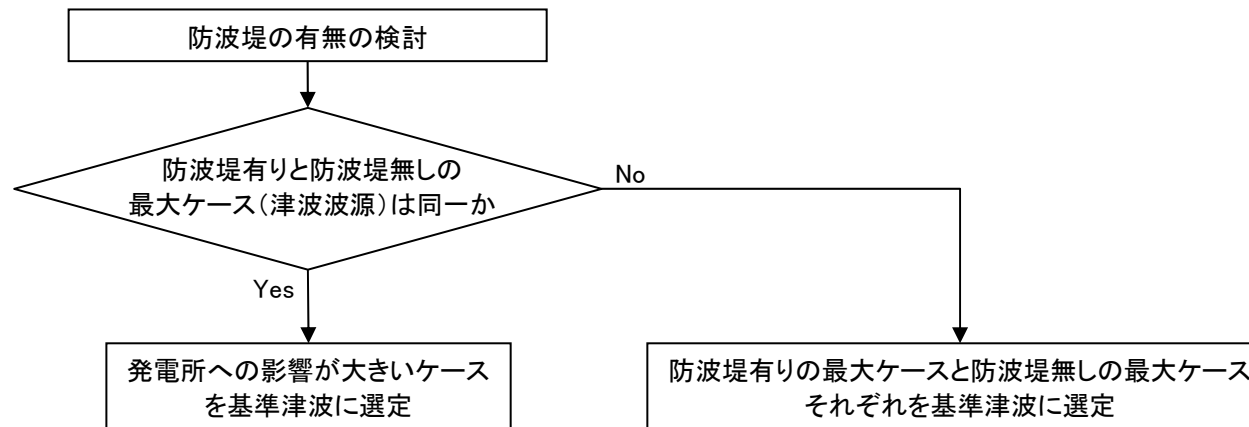 防波堤の有無の検討
防波堤有りと防波堤無しの
最大ケース（津波波源）は同一か
No
Yes
発電所への影響が大きいケース
を基準津波に選定
防波堤有りの最大ケースと防波堤無しの最大ケース
それぞれを基準津波に選定